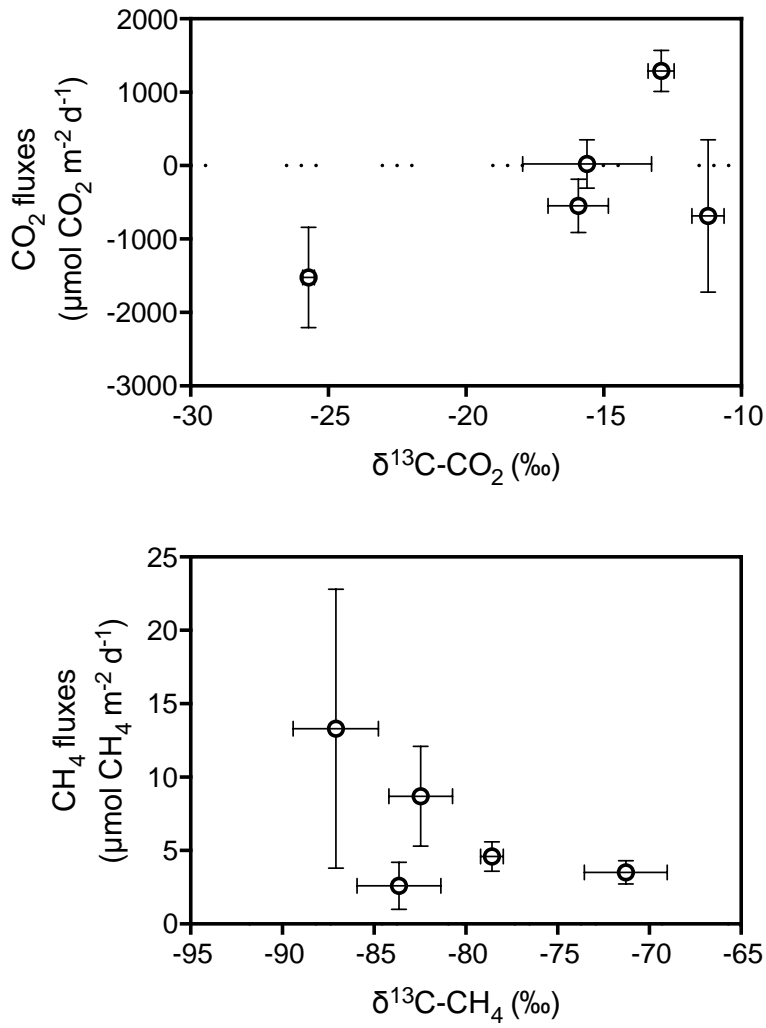 2000
1000
0
-1000
-2000
-3000
CO₂ fluxes
(μmol CO₂ m⁻² d⁻¹)
-30 -25 -20 -15 -10
δ¹³C-CO₂ (‰)
25
20
15
10
5
0
CH₄ fluxes
(μmol CH₄ m⁻² d⁻¹)
-95 -90 -85 -80 -75 -70 -65
δ¹³C-CH₄ (‰)